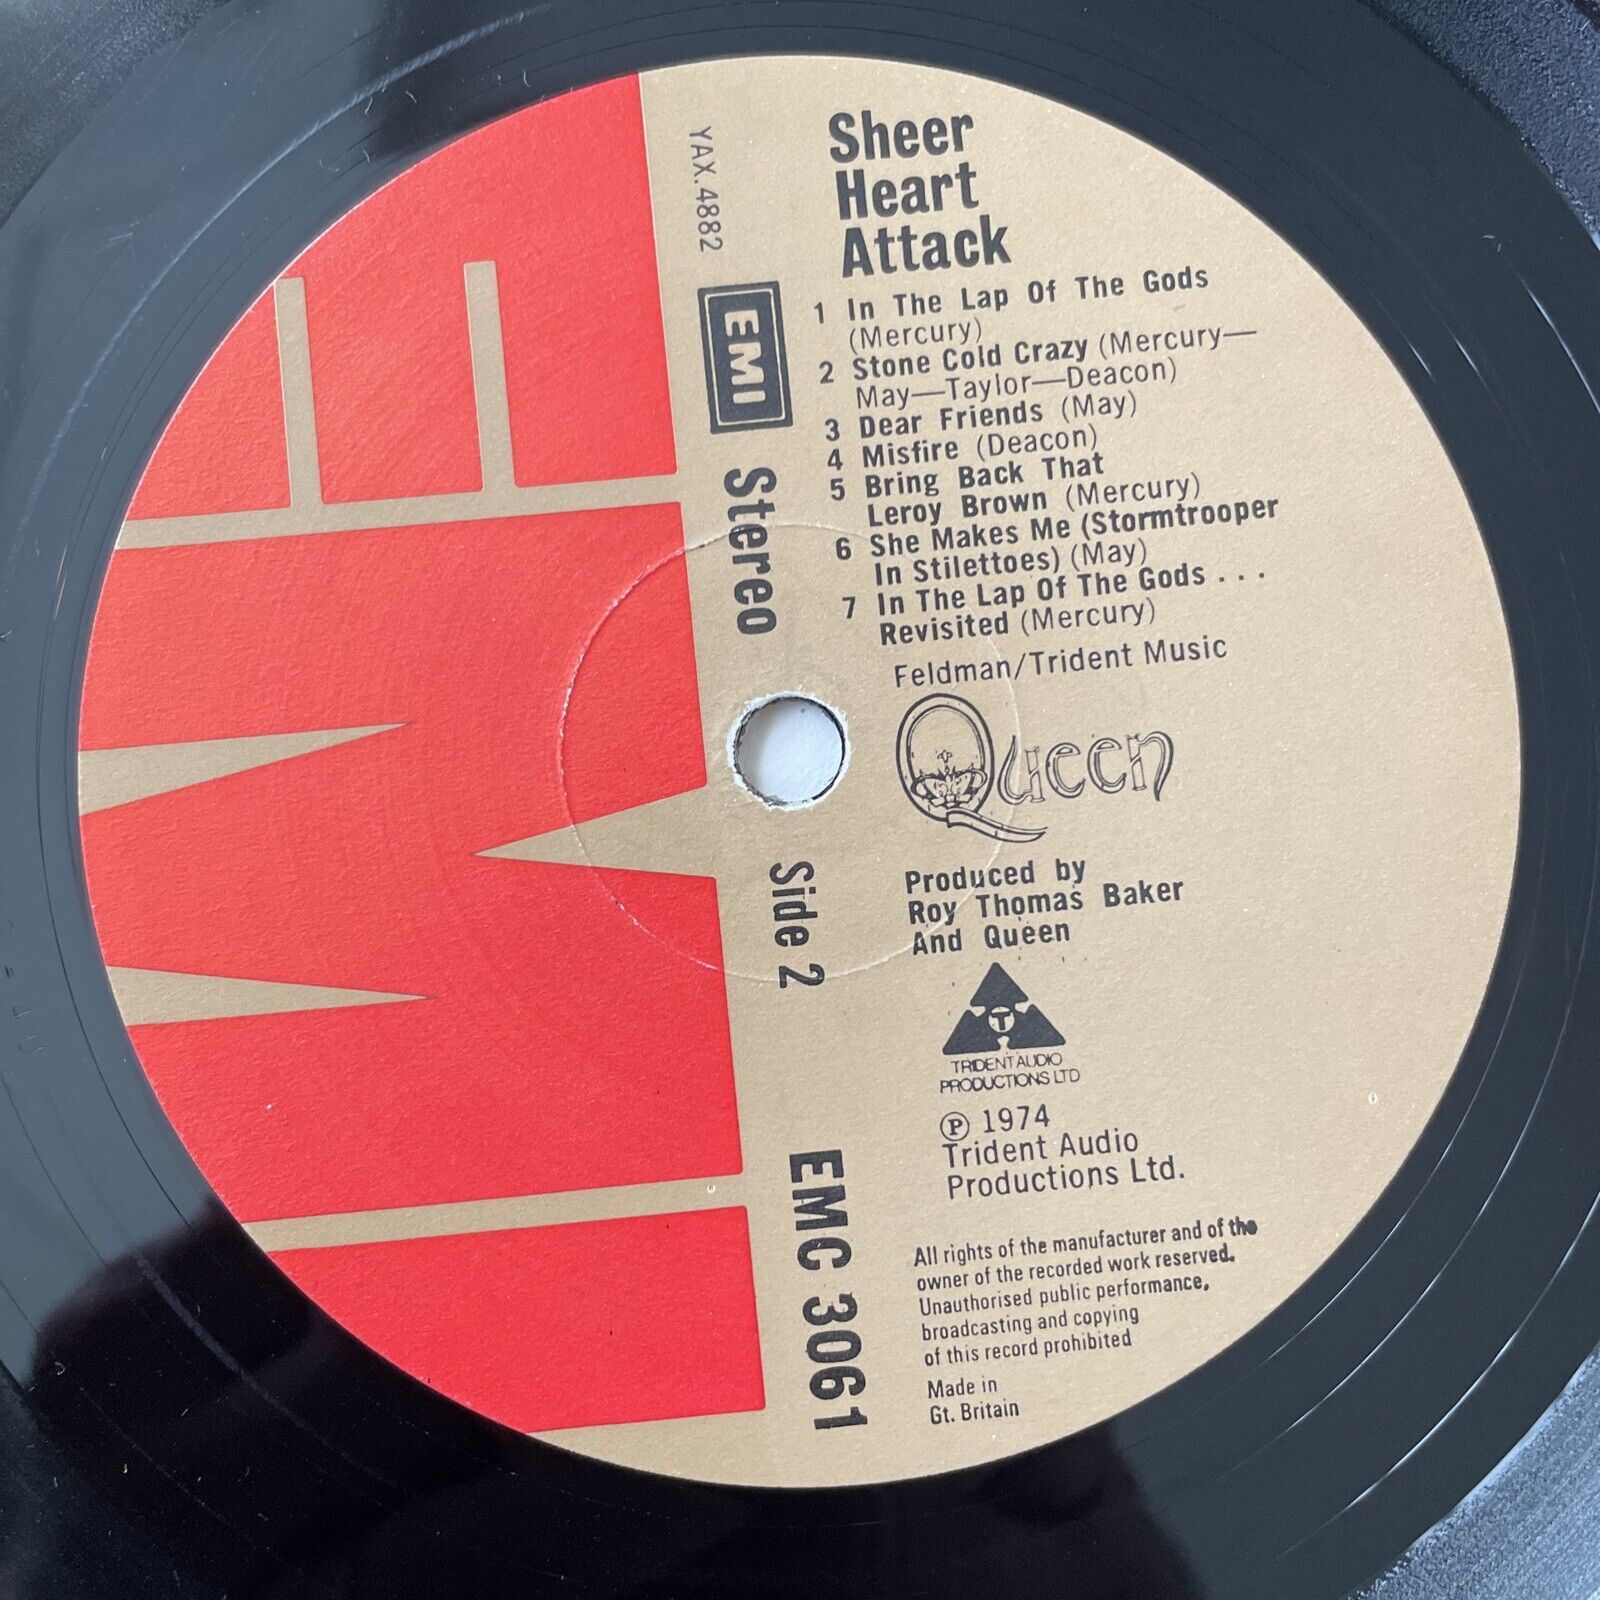 Sheer
Heart
Attack
1 In The Lap Of The Gods
(Mercury)
2 Stone Cold Crazy (Mercury—
May—Taylor—Deacon)
3 Dear Friends (May)
4 Misfire (Deacon)
5 Bring Back That
Leroy Brown (Mercury)
6 She Makes Me (Stormtrooper
In Stilettoes) (May)
7 In The Lap Of The Gods . . .
Revisited (Mercury)
Feldman/Trident Music
Queen
Produced by
Roy Thomas Baker
And Queen
T
TRIDENT AUDIO
PRODUCTIONS LTD
Ⓟ 1974
Trident Audio
Productions Ltd.
All rights of the manufacturer and of the
owner of the recorded work reserved.
Unauthorised public performance,
broadcasting and copying
of this record prohibited
Made in
Gt. Britain
YAX.4882
EMI
Stereo
Side 2
EMC 3061
EMI